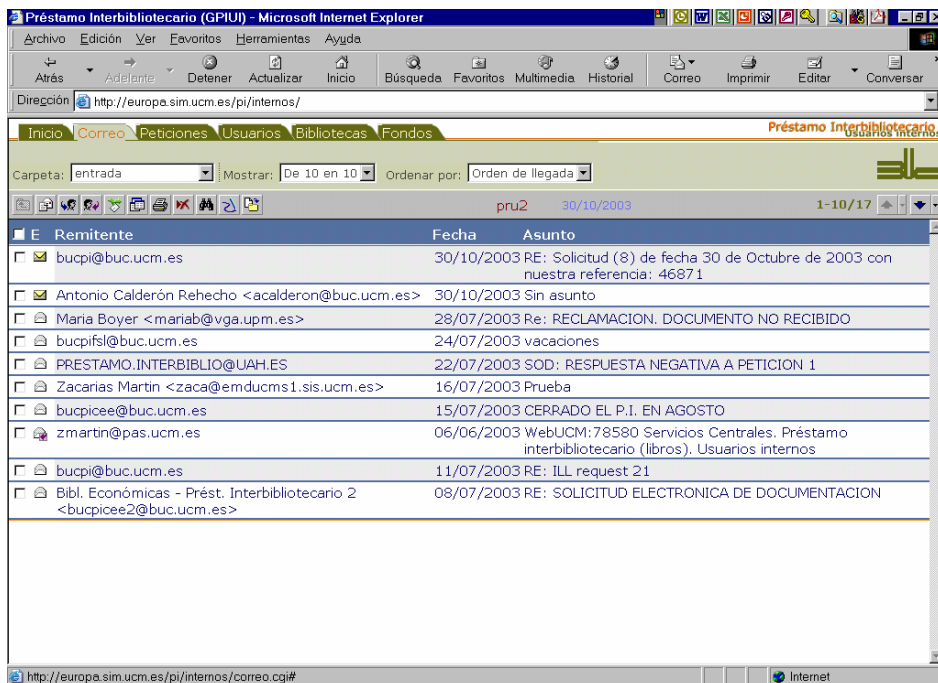 Préstamo Interbibliotecario (GPIUI) - Microsoft Internet Explorer
Archivo Edición Ver Favoritos Herramientas Ayuda
Atrás Adelante Detener Actualizar Inicio Búsqueda Favoritos Multimedia Historial Correo Imprimir Editar Conversar
Dirección http://europa.sim.ucm.es/pi/internos/
Inicio Correo Peticiones Usuarios Bibliotecas Fondos Préstamo Interbibliotecario
Usuarios internos
Carpeta: entrada Mostrar: De 10 en 10 Ordenar por: Orden de llegada
pru2 30/10/2003 1-10/17
E Remitente Fecha Asunto
bucpi@buc.ucm.es 30/10/2003 RE: Solicitud (8) de fecha 30 de Octubre de 2003 con
nuestra referencia: 46871
Antonio Calderón Rehecho <acalderon@buc.ucm.es> 30/10/2003 Sin asunto
Maria Boyer <mariab@vga.upm.es> 28/07/2003 Re: RECLAMACION. DOCUMENTO NO RECIBIDO
bucpifsl@buc.ucm.es 24/07/2003 vacaciones
PRESTAMO.INTERBIBLIO@UAH.ES 22/07/2003 SOD: RESPUESTA NEGATIVA A PETICION 1
Zacarias Martin <zaca@emducms1.sis.ucm.es> 16/07/2003 Prueba
bucpicee@buc.ucm.es 15/07/2003 CERRADO EL P.I. EN AGOSTO
zmartin@pas.ucm.es 06/06/2003 WebUCM:78580 Servicios Centrales. Préstamo
interbibliotecario (libros). Usuarios internos
bucpi@buc.ucm.es 11/07/2003 RE: ILL request 21
Bibl. Económicas - Prést. Interbibliotecario 2 08/07/2003 RE: SOLICITUD ELECTRONICA DE DOCUMENTACION
<bucpicee2@buc.ucm.es>
http://europa.sim.ucm.es/pi/internos/correo.cgi# Internet